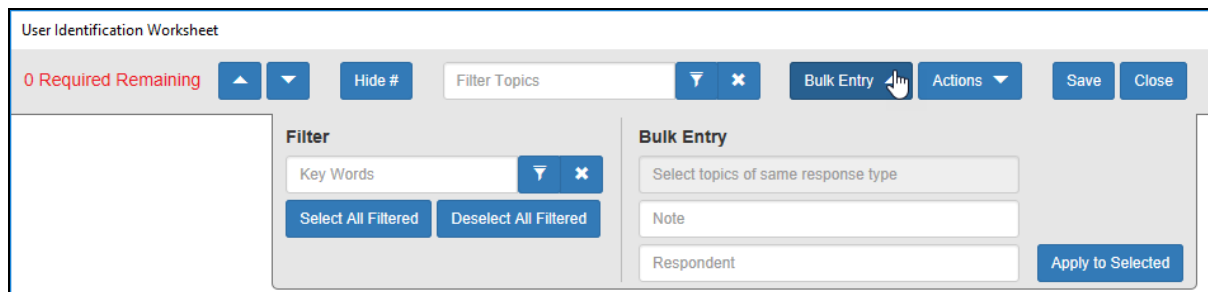 User Identification Worksheet
0 Required Remaining Hide # Filter Topics Bulk Entry Actions Save Close
Filter
Key Words
Select All Filtered Deselect All Filtered
Bulk Entry
Select topics of same response type
Note
Respondent Apply to Selected